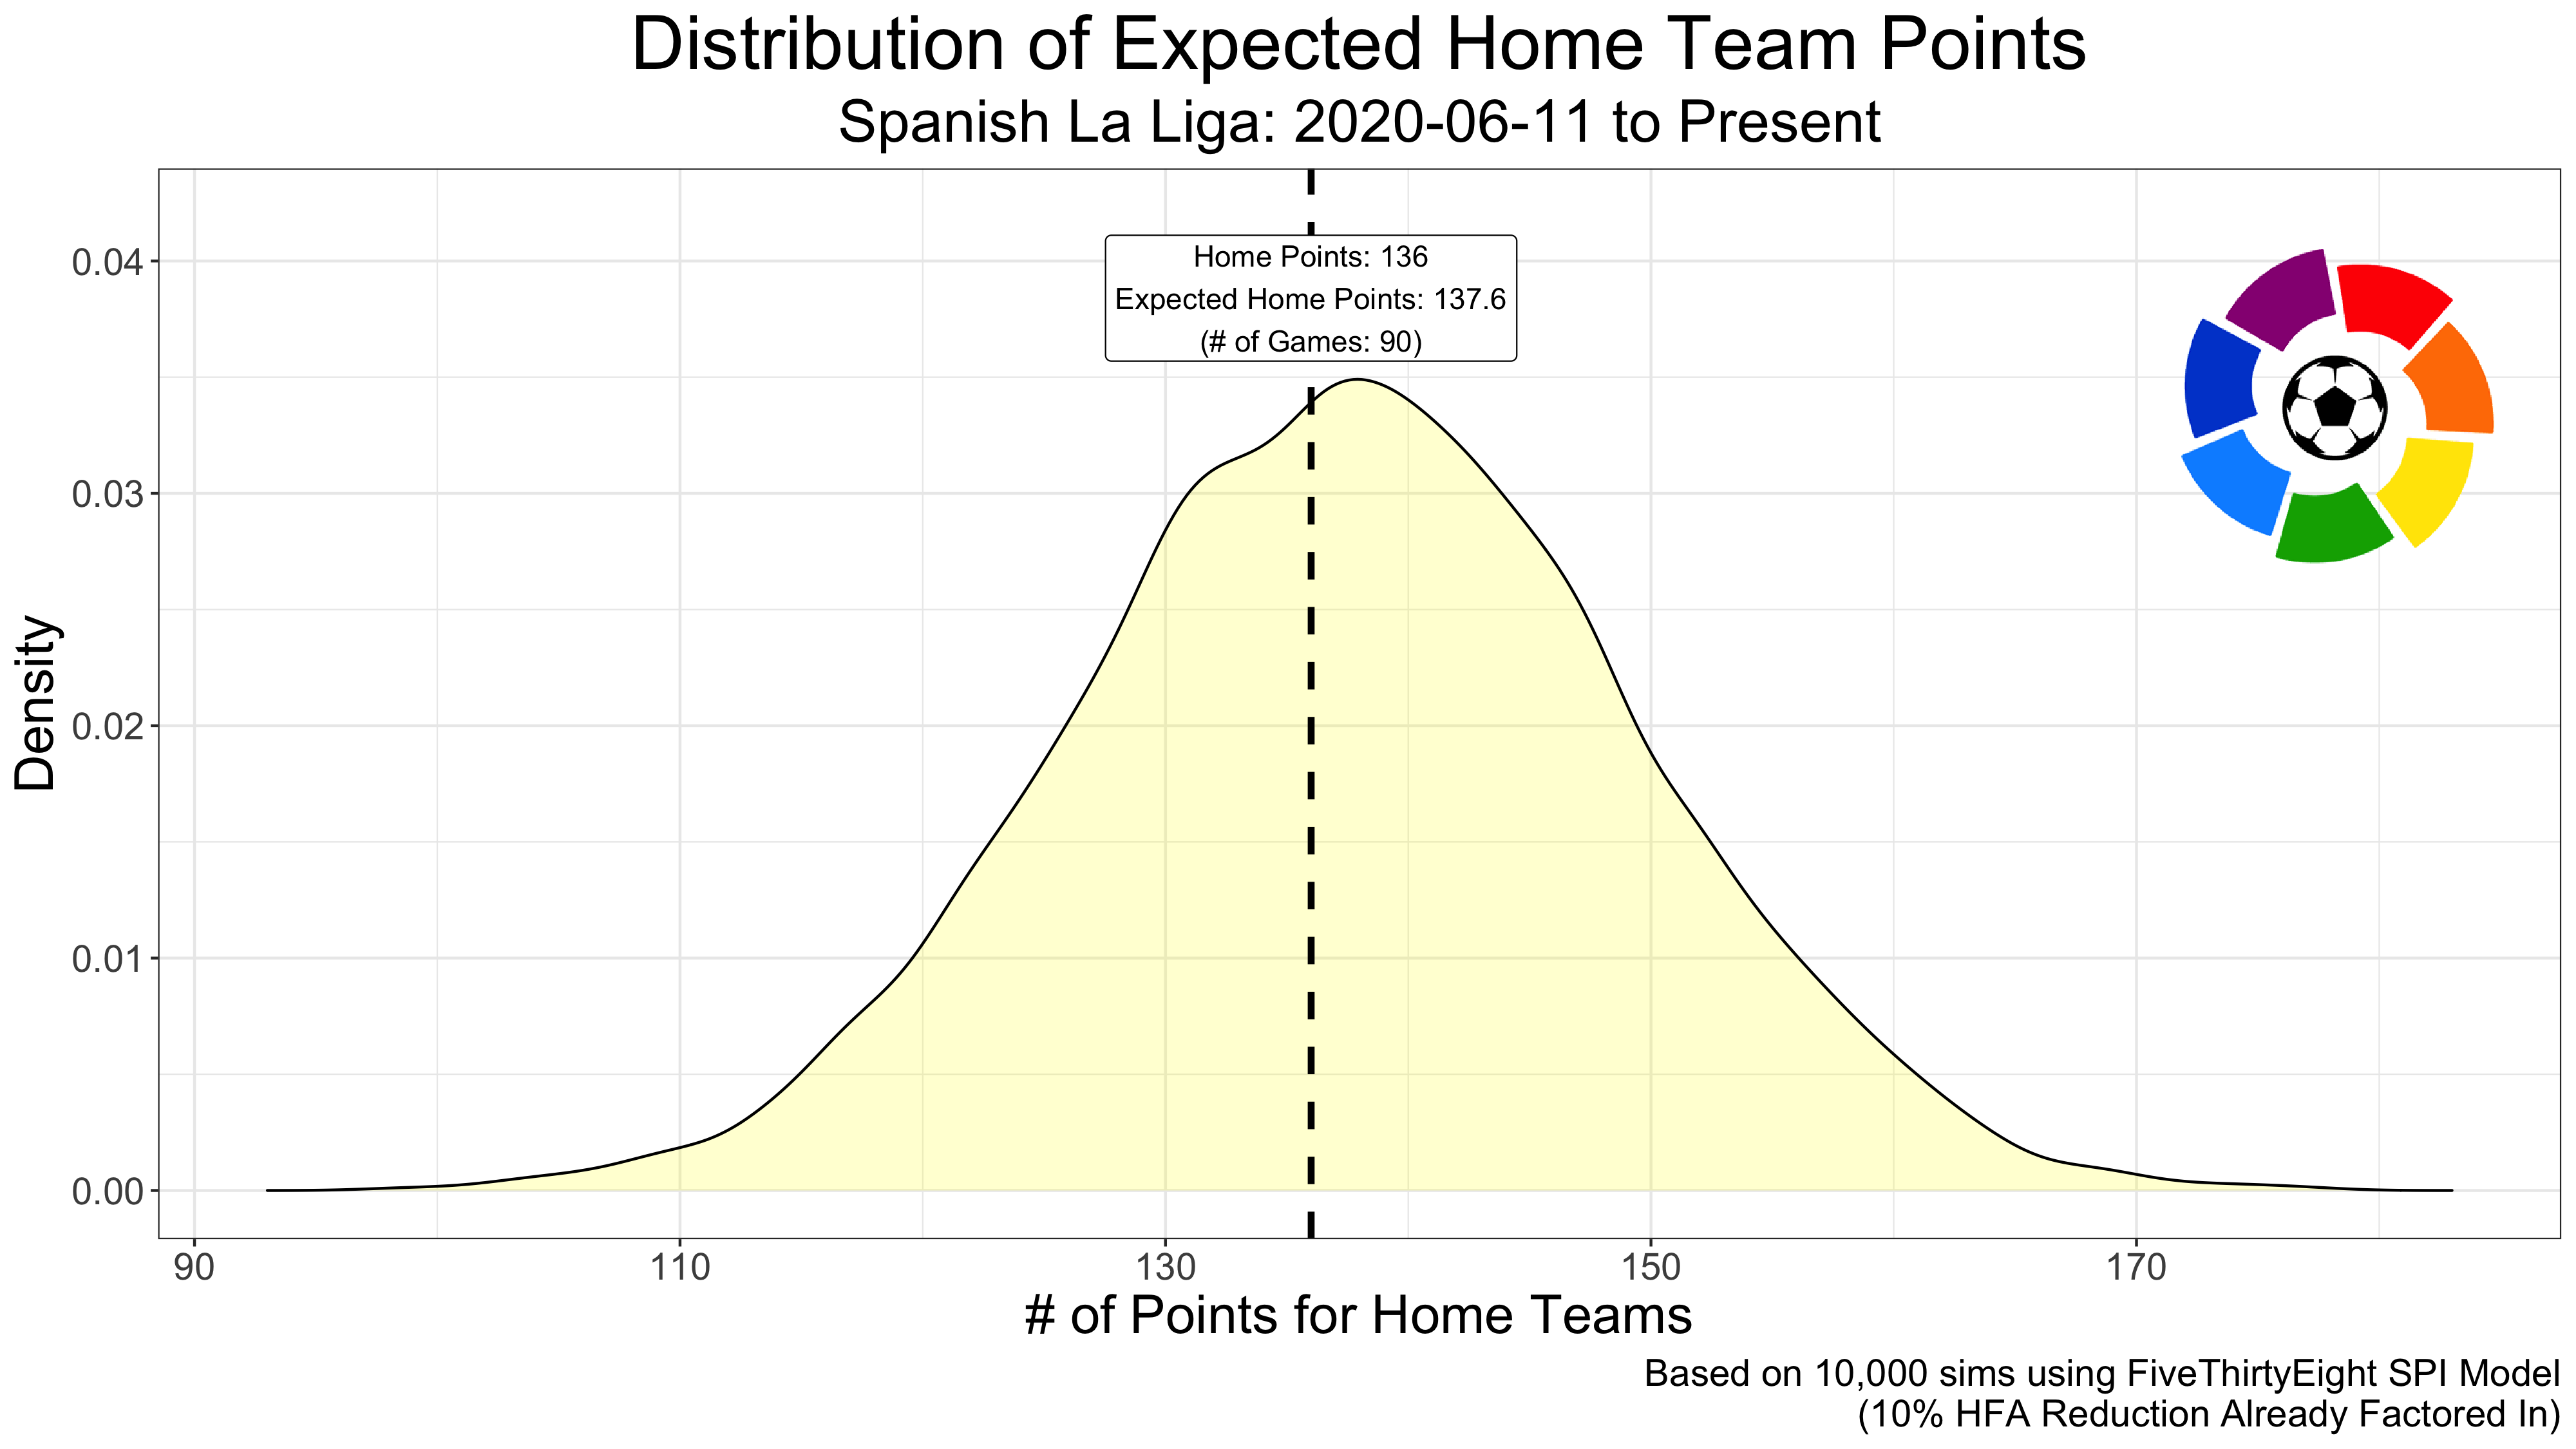 Distribution of Expected Home Team Points
Spanish La Liga: 2020-06-11 to Present
Home Points: 136
Expected Home Points: 137.6
(# of Games: 90)
0.04
0.03
0.02
0.01
0.00
Density
90 110 130 150 170
# of Points for Home Teams
Based on 10,000 sims using FiveThirtyEight SPI Model
(10% HFA Reduction Already Factored In)